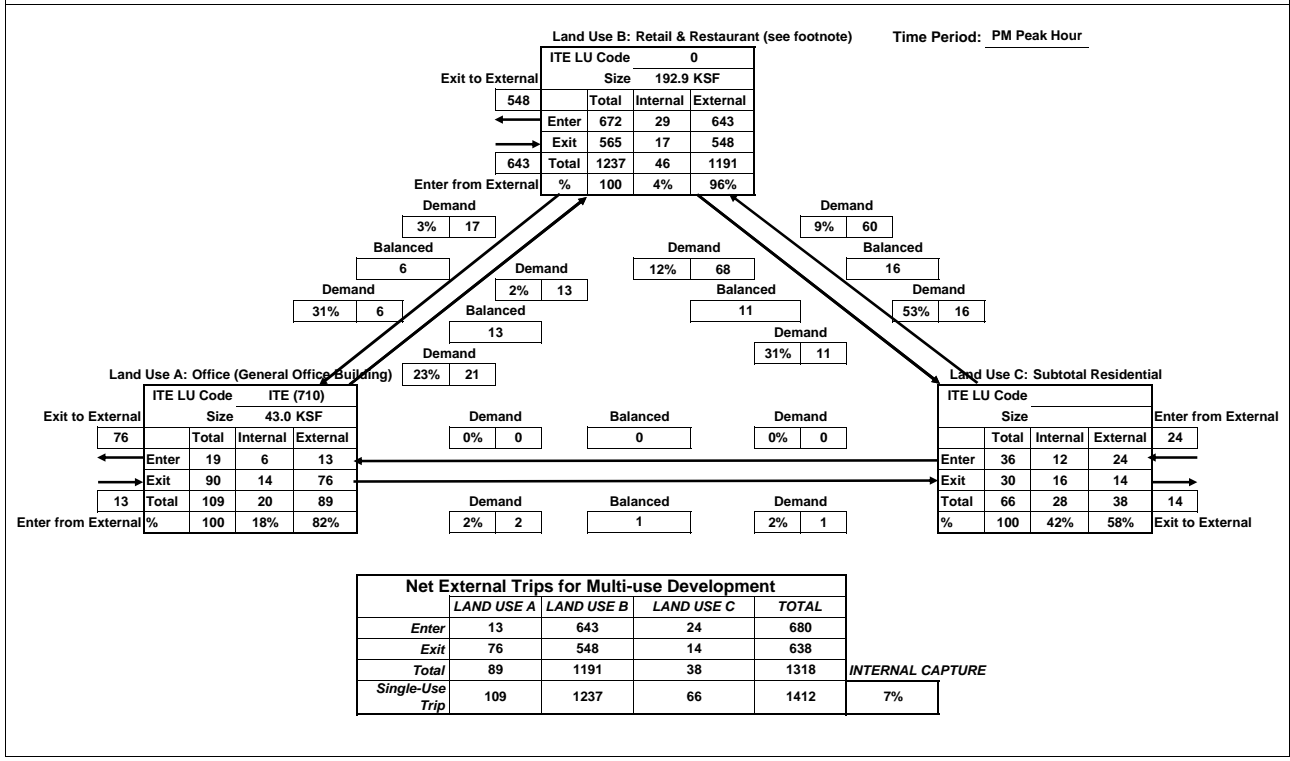 Land Use B: Retail & Restaurant (see footnote) Time Period: PM Peak Hour
ITE LU Code 0
Exit to External Size 192.9 KSF
548 Total Internal External
Enter 672 29 643
Exit 565 17 548
643 Total 1237 46 1191
Enter from External % 100 4% 96%
Demand Demand
3% 17 9% 60
Balanced Demand Balanced
6 Demand 12% 68 16
Demand 2% 13 Balanced Demand
31% 6 Balanced 11 53% 16
13 Demand
Demand 31% 11
Land Use A: Office (General Office Building) 23% 21 Land Use C: Subtotal Residential
ITE LU Code ITE (710) ITE LU Code
Exit to External Size 43.0 KSF Demand Balanced Demand Size Enter from External
76 Total Internal External 0% 0 0 0% 0 Total Internal External 24
Enter 19 6 13 Enter 36 12 24
Exit 90 14 76 Exit 30 16 14
13 Total 109 20 89 Demand Balanced Demand Total 66 28 38 14
Enter from External % 100 18% 82% 2% 2 1 2% 1 % 100 42% 58% Exit to External
Net External Trips for Multi-use Development
LAND USE A LAND USE B LAND USE C TOTAL
Enter 13 643 24 680
Exit 76 548 14 638
Total 89 1191 38 1318 INTERNAL CAPTURE
Single-Use
Trip 109 1237 66 1412 7%